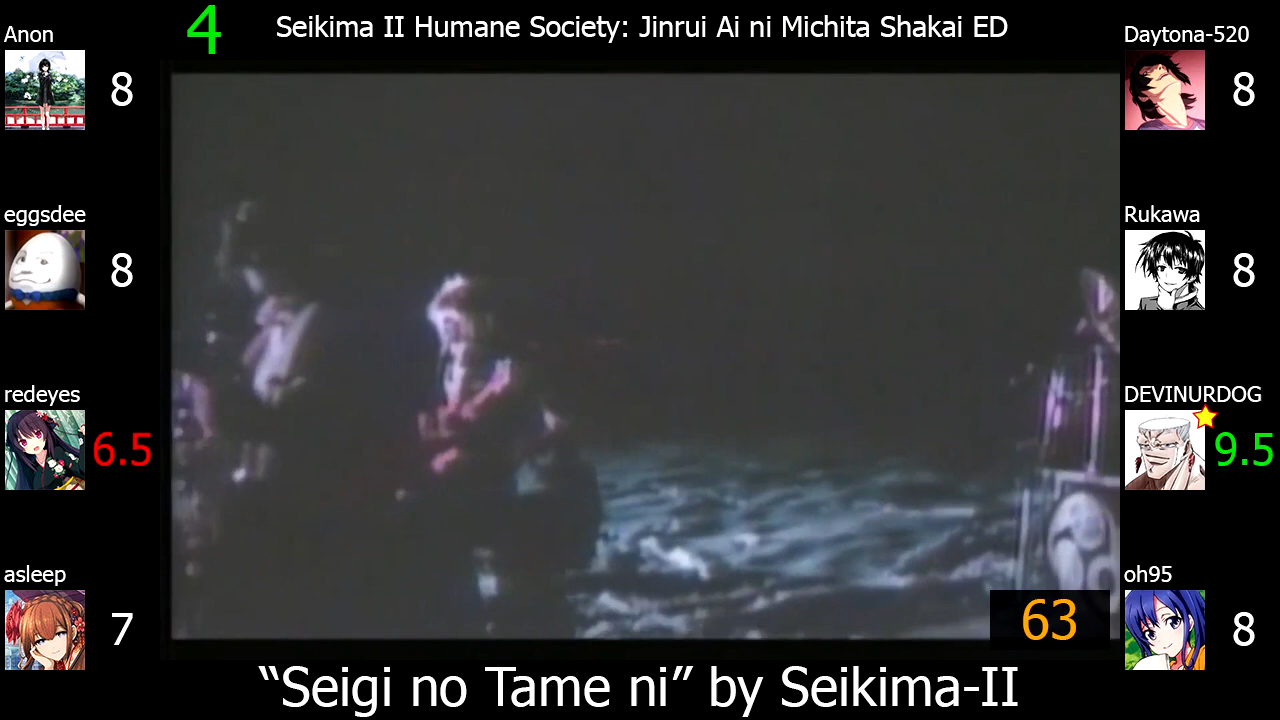 Anon
8
eggsdee
8
redeyes
6.5
asleep
7
4
Seikima II Humane Society: Jinrui Ai ni Michita Shakai ED
63
“Seigi no Tame ni” by Seikima-II
Daytona-520
8
Rukawa
8
DEVINURDOG
9.5
oh95
8